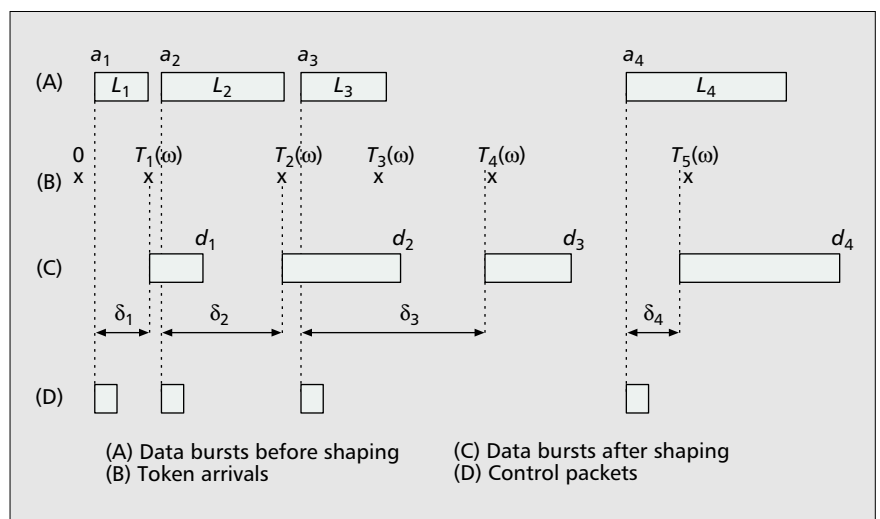 a1 a2 a3 a4
(A) L1 L2 L3 L4
0 T1(ω) T2(ω) T3(ω) T4(ω) T5(ω)
(B) x x x x x x
(C) d1 d2 d3 d4
δ1 δ2 δ3 δ4
(D)
(A) Data bursts before shaping (C) Data bursts after shaping
(B) Token arrivals (D) Control packets